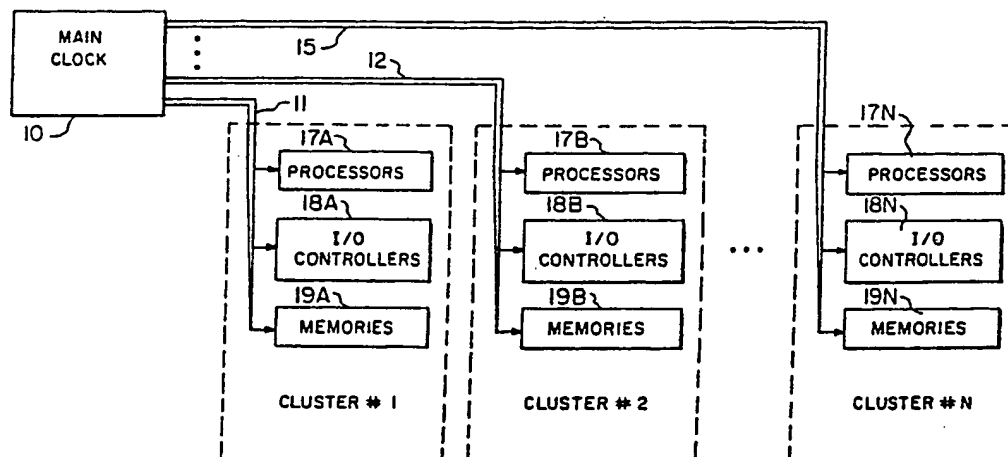 MAIN
CLOCK
10
15
12
11
17A
PROCESSORS
18A
I/O
CONTROLLERS
19A
MEMORIES
CLUSTER # 1
17B
PROCESSORS
18B
I/O
CONTROLLERS
19B
MEMORIES
CLUSTER # 2
17N
PROCESSORS
18N
I/O
CONTROLLERS
19N
MEMORIES
CLUSTER # N